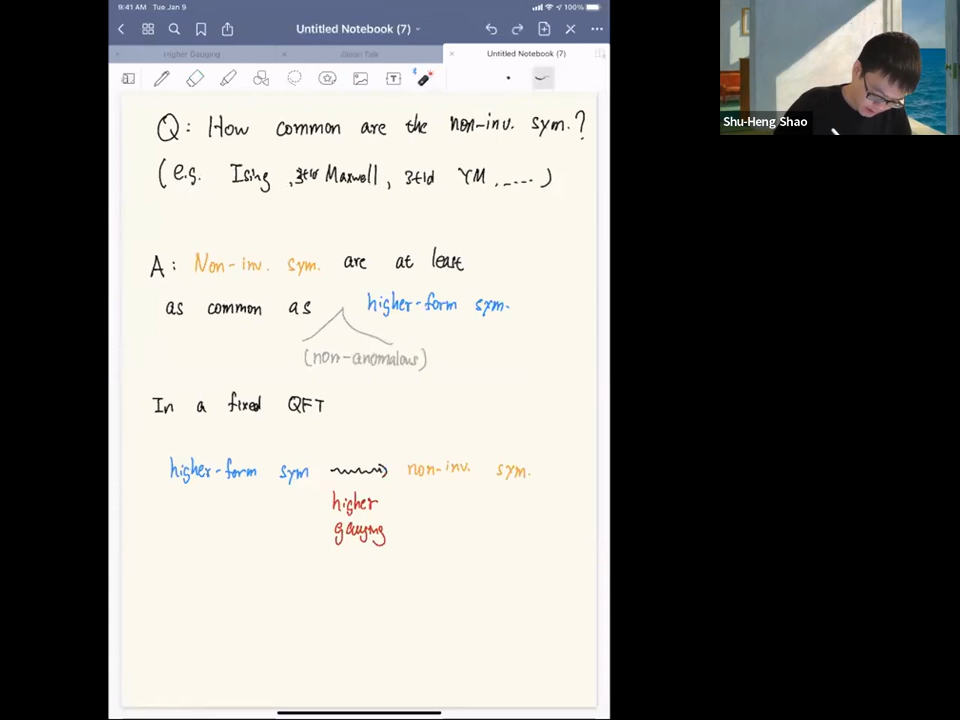 9:41 AM Tue Jan 9
100%
Untitled Notebook (7)
Higher Gauging
Talk
Untitled Notebook (7)
Q: How common are the non-inv. sym.?
(e.g. Ising, 3+1d Maxwell, 3+1d YM, .....)
A: Non-inv. sym. are at least
as common as higher-form sym.
(non-anomalous)
In a fixed QFT
higher-form sym ⟿ non-inv. sym.
higher
gauging
Shu-Heng Shao